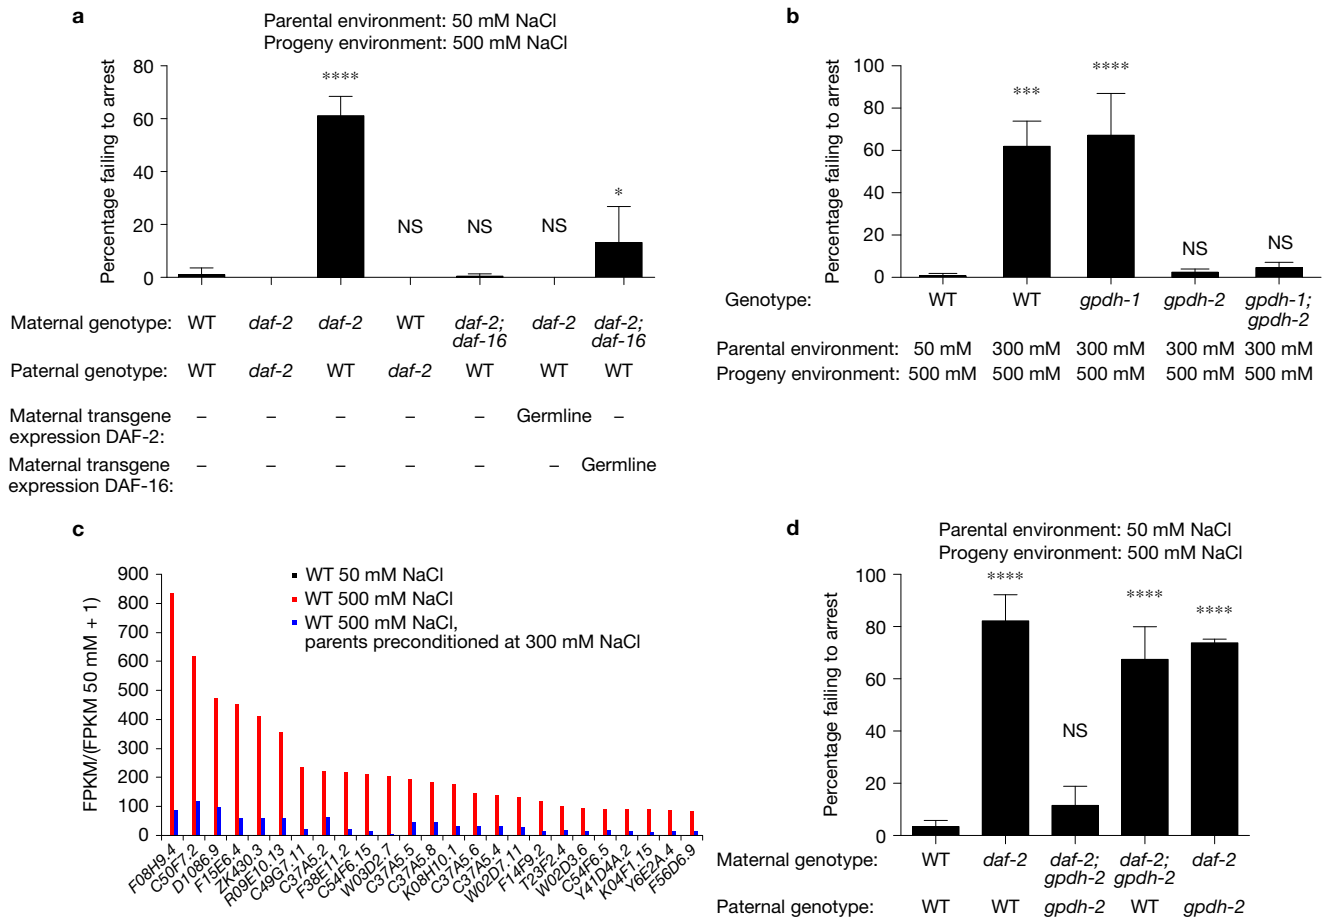 a
Parental environment: 50 mM NaCl
Progeny environment: 500 mM NaCl
Percentage failing to arrest
80
60
40
20
0
****
NS
NS
NS
*
Maternal genotype: WT daf-2 daf-2 WT daf-2; daf-16 daf-2 daf-2; daf-16
Paternal genotype: WT daf-2 WT daf-2 WT WT WT
Maternal transgene expression DAF-2: – – – – – Germline –
Maternal transgene expression DAF-16: – – – – – – Germline
b
Percentage failing to arrest
100
80
60
40
20
0
***
****
NS
NS
Genotype: WT WT gpdh-1 gpdh-2 gpdh-1; gpdh-2
Parental environment: 50 mM 300 mM 300 mM 300 mM 300 mM
Progeny environment: 500 mM 500 mM 500 mM 500 mM 500 mM
c
FPKM/(FPKM 50 mM + 1)
900
800
700
600
500
400
300
200
100
0
WT 50 mM NaCl
WT 500 mM NaCl
WT 500 mM NaCl,
parents preconditioned at 300 mM NaCl
F08H9.4
C50F7.2
D1086.9
F15E6.4
ZK430.3
R09E10.13
C49G7.11
C37A5.2
F38E11.2
C54F6.15
W03D2.7
C37A5.5
C37A5.8
K08H10.1
C37A5.6
C37A5.4
W02D7.11
F14F9.2
T23F2.4
W02D3.6
C54F6.5
Y41D4A.2
K04F1.15
Y6E2A.4
F56D6.9
d
Parental environment: 50 mM NaCl
Progeny environment: 500 mM NaCl
Percentage failing to arrest
100
80
60
40
20
0
****
NS
****
****
Maternal genotype: WT daf-2 daf-2; gpdh-2 daf-2; gpdh-2 daf-2
Paternal genotype: WT WT gpdh-2 WT gpdh-2